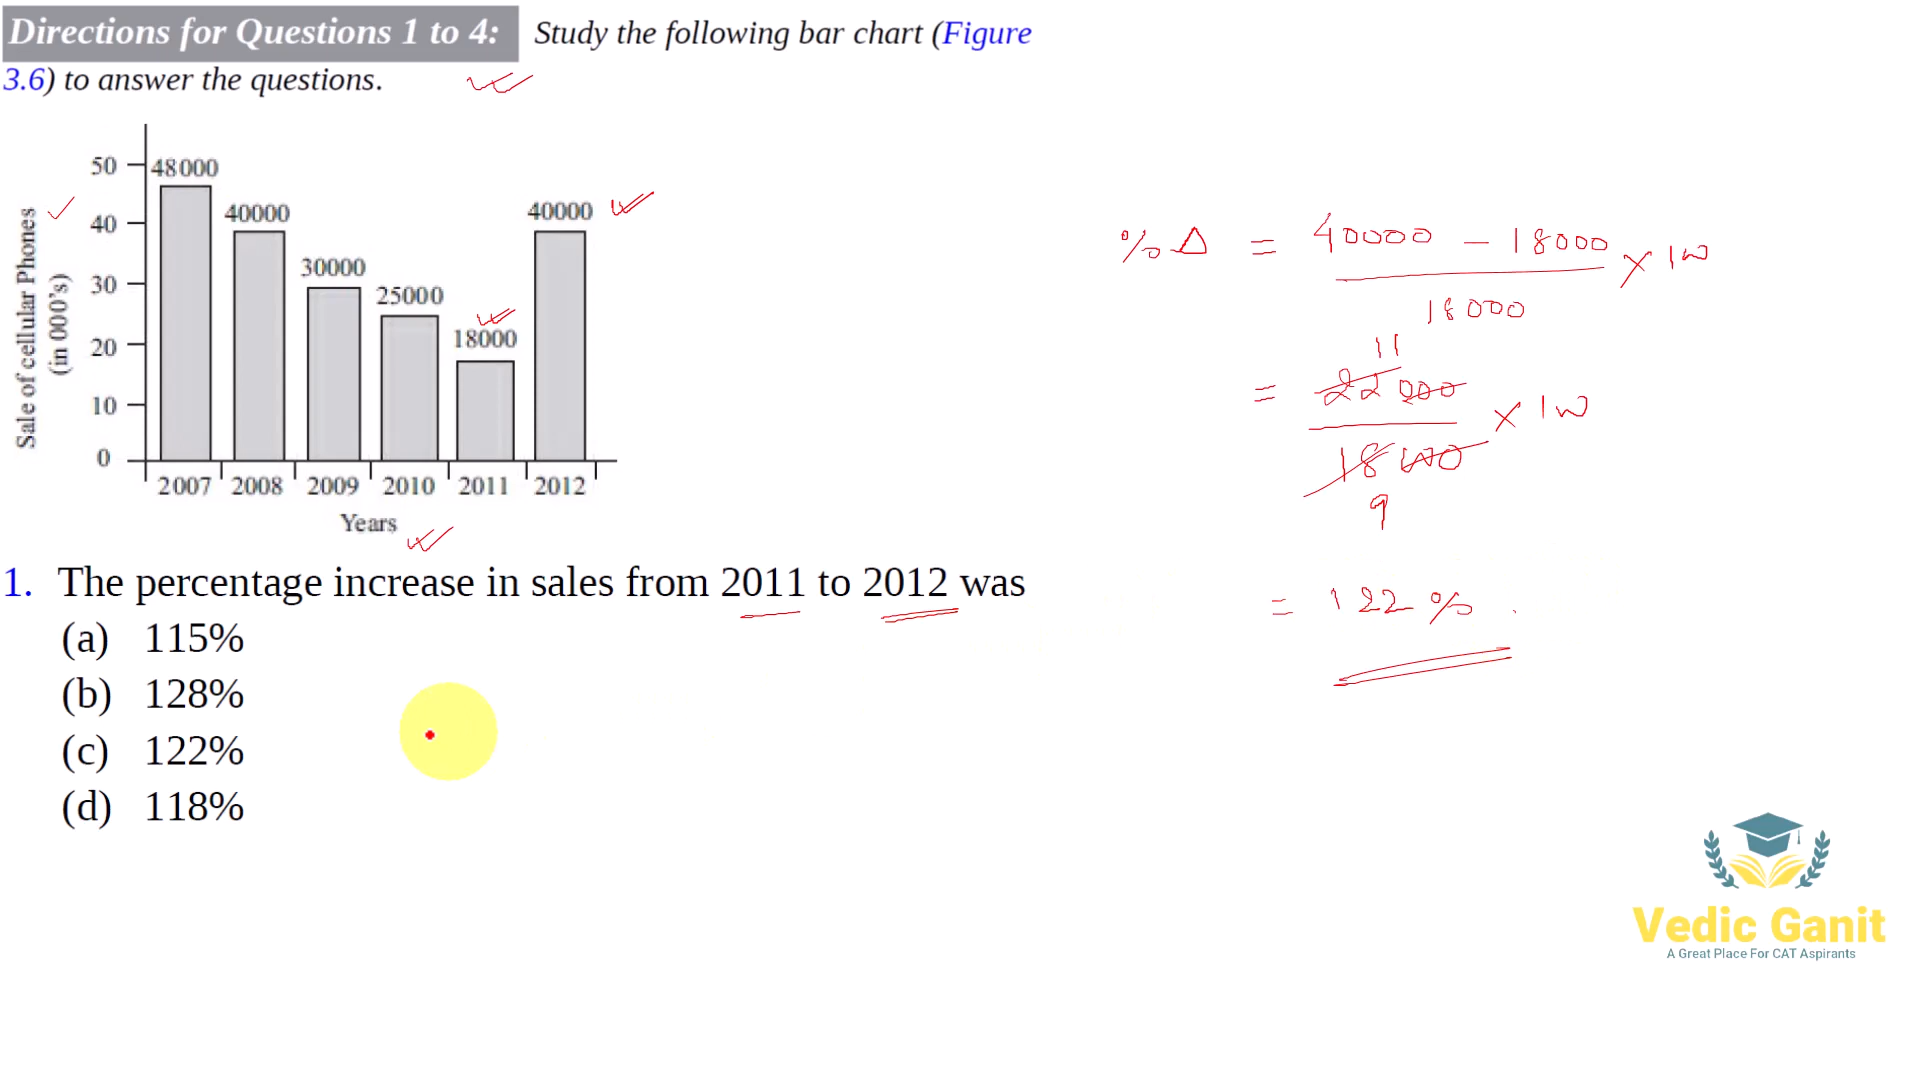 Directions for Questions 1 to 4: Study the following bar chart (Figure
3.6) to answer the questions.
Sale of cellular Phones
(in 000's)
50
40
30
20
10
0
48000
40000
30000
25000
18000
40000
2007 2008 2009 2010 2011 2012
Years
1. The percentage increase in sales from 2011 to 2012 was
(a) 115%
(b) 128%
(c) 122%
(d) 118%
% Δ = 40000 - 18000 × 100
18000
11
= 22000 × 100
18000
9
= 122 %
Vedic Ganit
A Great Place For CAT Aspirants